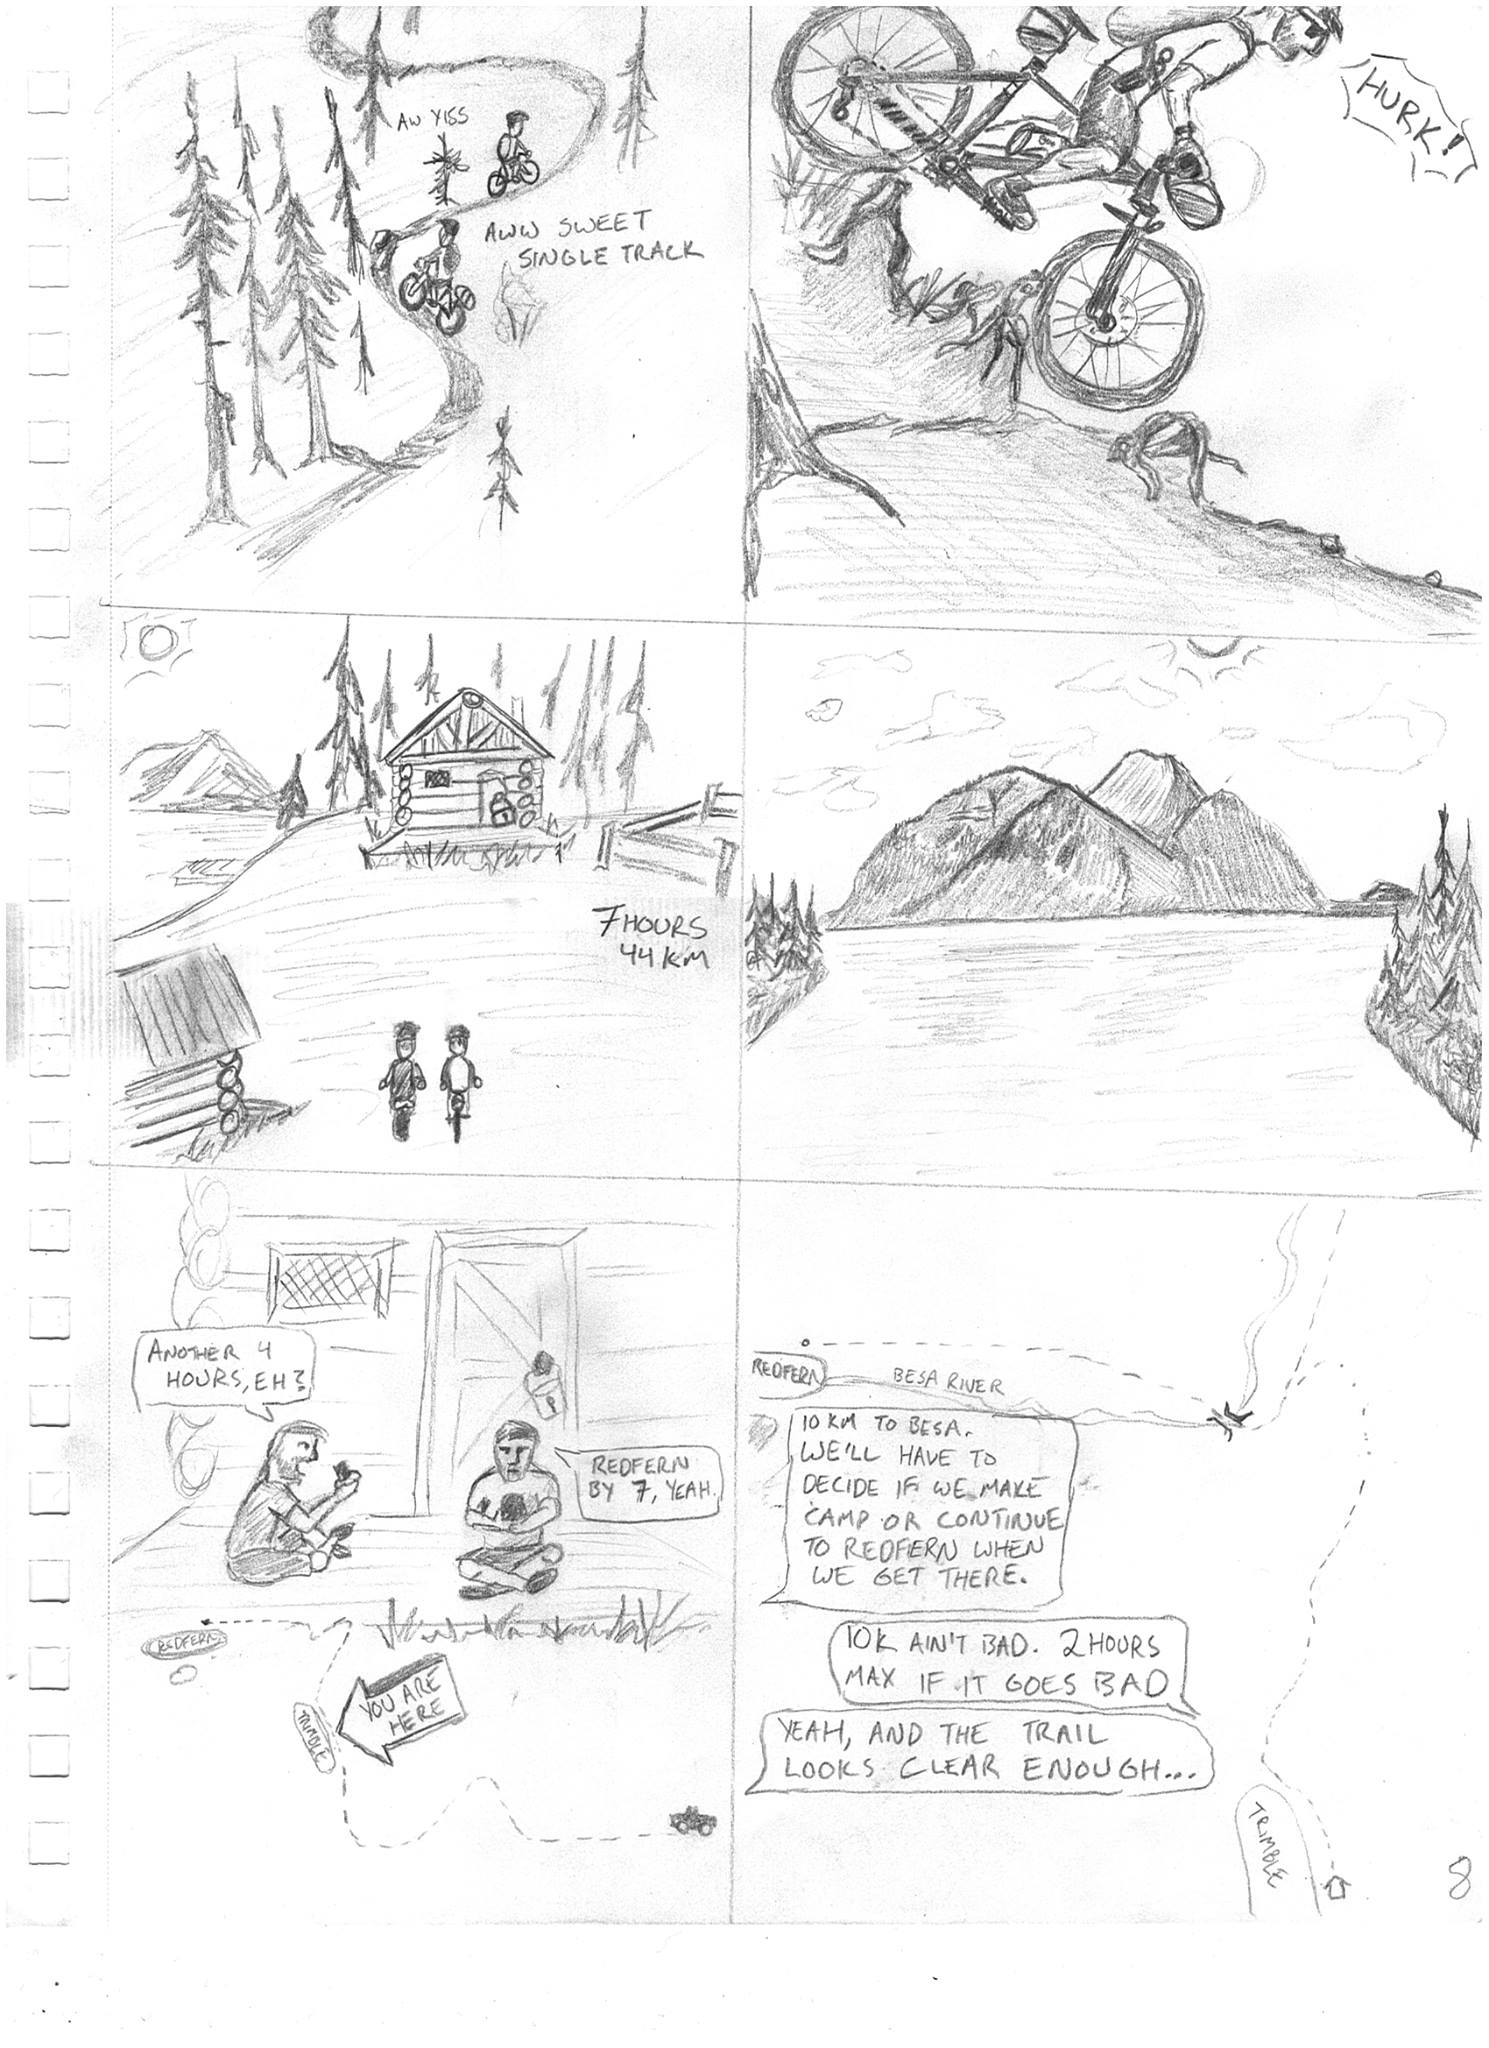 AW YISS
AWW SWEET
SINGLE TRACK
HURK!
7 HOURS
44 KM
ANOTHER 4
HOURS, EH?
REDFERN
BY 7, YEAH.
REDFERN
YOU ARE
HERE
TRIMBLE
REDFERN
BESA RIVER
10 KM TO BESA.
WE'LL HAVE TO
DECIDE IF WE MAKE
CAMP OR CONTINUE
TO REDFERN WHEN
WE GET THERE.
10K AIN'T BAD. 2 HOURS
MAX IF IT GOES BAD
YEAH, AND THE TRAIL
LOOKS CLEAR ENOUGH...
TRIMBLE
8